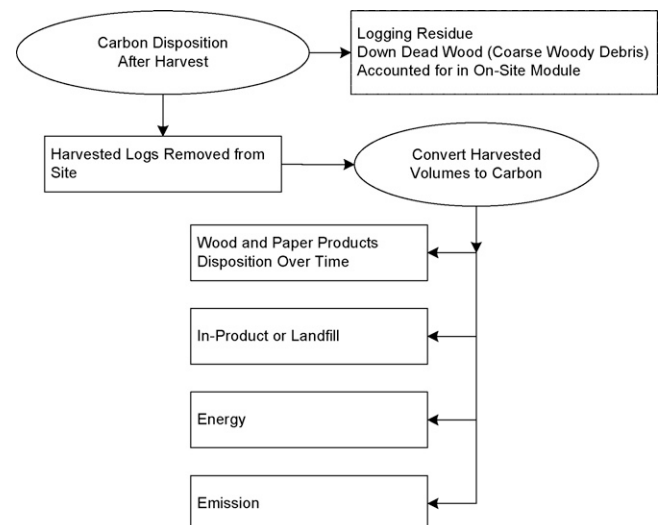 Carbon Disposition
After Harvest
Logging Residue
Down Dead Wood (Coarse Woody Debris)
Accounted for in On-Site Module
Harvested Logs Removed from
Site
Convert Harvested
Volumes to Carbon
Wood and Paper Products
Disposition Over Time
In-Product or Landfill
Energy
Emission